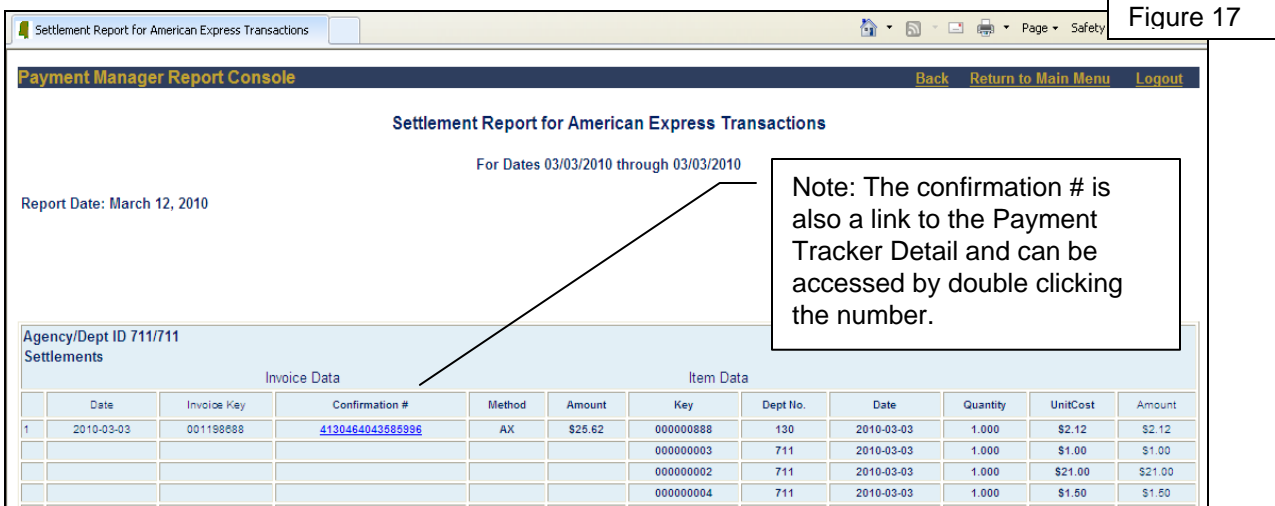 Figure 17
Settlement Report for American Express Transactions
Page Safety
Payment Manager Report Console Back Return to Main Menu Logout
Settlement Report for American Express Transactions
For Dates 03/03/2010 through 03/03/2010
Report Date: March 12, 2010
Note: The confirmation # is
also a link to the Payment
Tracker Detail and can be
accessed by double clicking
the number.
Agency/Dept ID 711/711
Settlements
Invoice Data Item Data
Date Invoice Key Confirmation # Method Amount Key Dept No. Date Quantity UnitCost Amount
1 2010-03-03 001198688 4130464043585996 AX $25.62 000000888 130 2010-03-03 1.000 $2.12 $2.12
000000003 711 2010-03-03 1.000 $1.00 $1.00
000000002 711 2010-03-03 1.000 $21.00 $21.00
000000004 711 2010-03-03 1.000 $1.50 $1.50